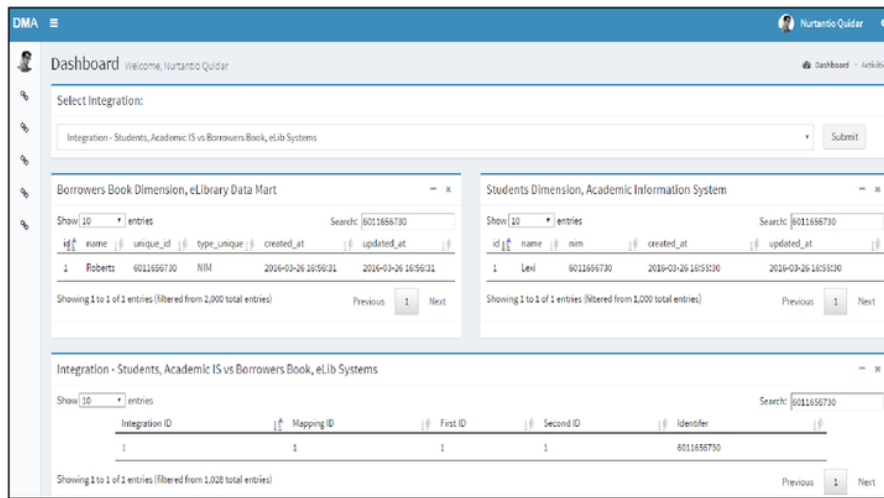 DMA Nurtantio Quidar
Dashboard Welcome, Nurtantio Quidar Dashboard
Select Integration:
Integration - Students, Academic IS vs Borrowers Book, eLib Systems Submit
Borrowers Book Dimension, eLibrary Data Mart
Show 10 entries Search: 6011656730
id name unique_id type_unique created_at updated_at
1 Roberts 6011656730 NIM 2016-03-26 16:56:31 2016-03-26 16:56:31
Showing 1 to 1 of 1 entries (filtered from 2,000 total entries) Previous 1 Next
Students Dimension, Academic Information System
Show 10 entries Search: 6011656730
id name nim created_at updated_at
1 Lexi 6011656730 2016-03-26 16:55:30 2016-03-26 16:55:30
Showing 1 to 1 of 1 entries (filtered from 1,000 total entries) Previous 1 Next
Integration - Students, Academic IS vs Borrowers Book, eLib Systems
Show 10 entries Search: 6011656730
Integration ID Mapping ID First ID Second ID Identifer
1 1 1 1 6011656730
Showing 1 to 1 of 1 entries (filtered from 1,028 total entries) Previous 1 Next